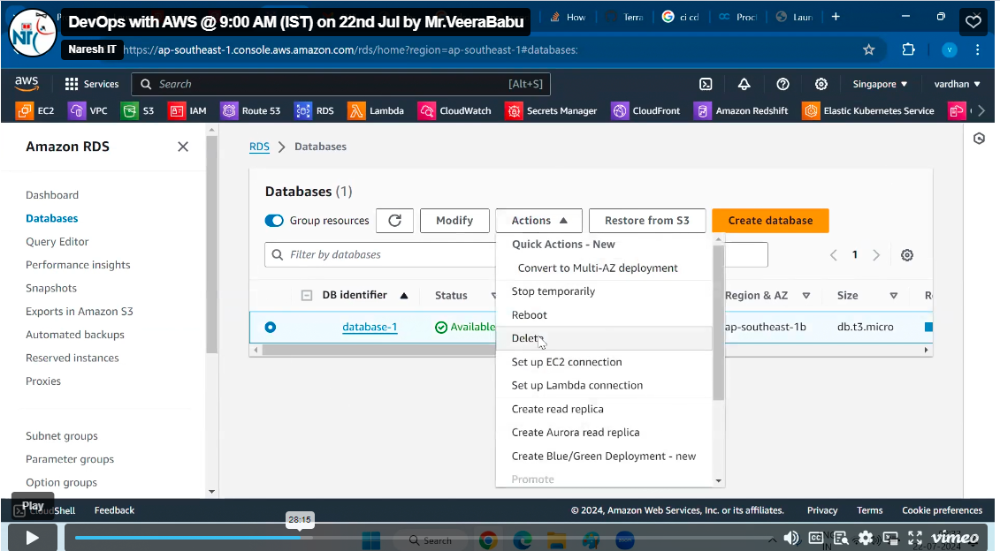 DevOps with AWS @ 9:00 AM (IST) on 22nd Jul by Mr.VeeraBabu
How
Terra
ci cd
Proc
Laun
Naresh IT
https://ap-southeast-1.console.aws.amazon.com/rds/home?region=ap-southeast-1#databases:
aws
Services
Search
[Alt+S]
Singapore
vardhan
EC2
VPC
S3
IAM
Route 53
RDS
Lambda
CloudWatch
Secrets Manager
CloudFront
Amazon Redshift
Elastic Kubernetes Service
Amazon RDS
Dashboard
Databases
Query Editor
Performance insights
Snapshots
Exports in Amazon S3
Automated backups
Reserved instances
Proxies
Subnet groups
Parameter groups
Option groups
RDS > Databases
Databases (1)
Group resources
Modify
Actions
Restore from S3
Create database
Filter by databases
1
Quick Actions - New
Convert to Multi-AZ deployment
Stop temporarily
Reboot
Delete
Set up EC2 connection
Set up Lambda connection
Create read replica
Create Aurora read replica
Create Blue/Green Deployment - new
Promote
DB identifier
Status
Region & AZ
Size
database-1
Available
ap-southeast-1b
db.t3.micro
Play
CloudShell
Feedback
© 2024, Amazon Web Services, Inc. or its affiliates.
Privacy
Terms
Cookie preferences
28:15
Search
CC
vimeo
22-07-2024